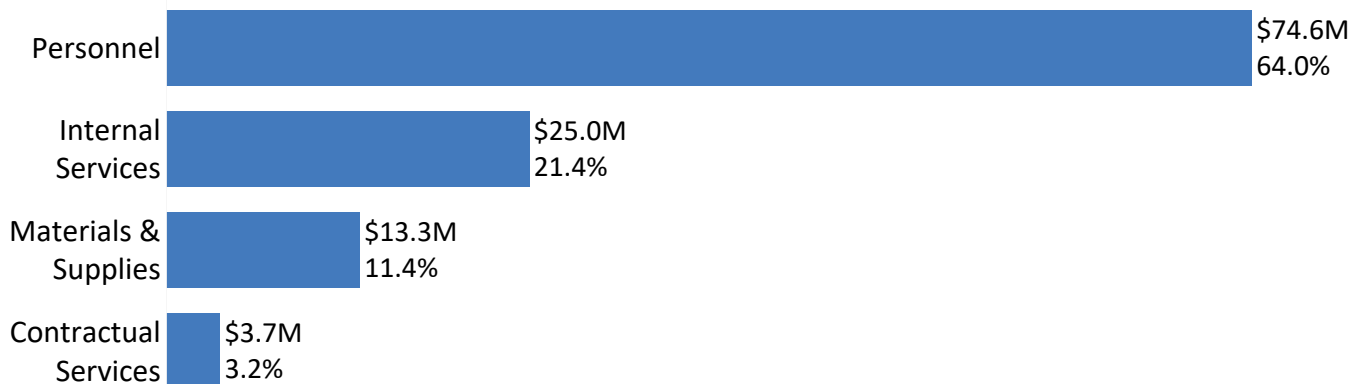 Personnel
$74.6M
64.0%
Internal
Services
$25.0M
21.4%
Materials &
Supplies
$13.3M
11.4%
Contractual
Services
$3.7M
3.2%